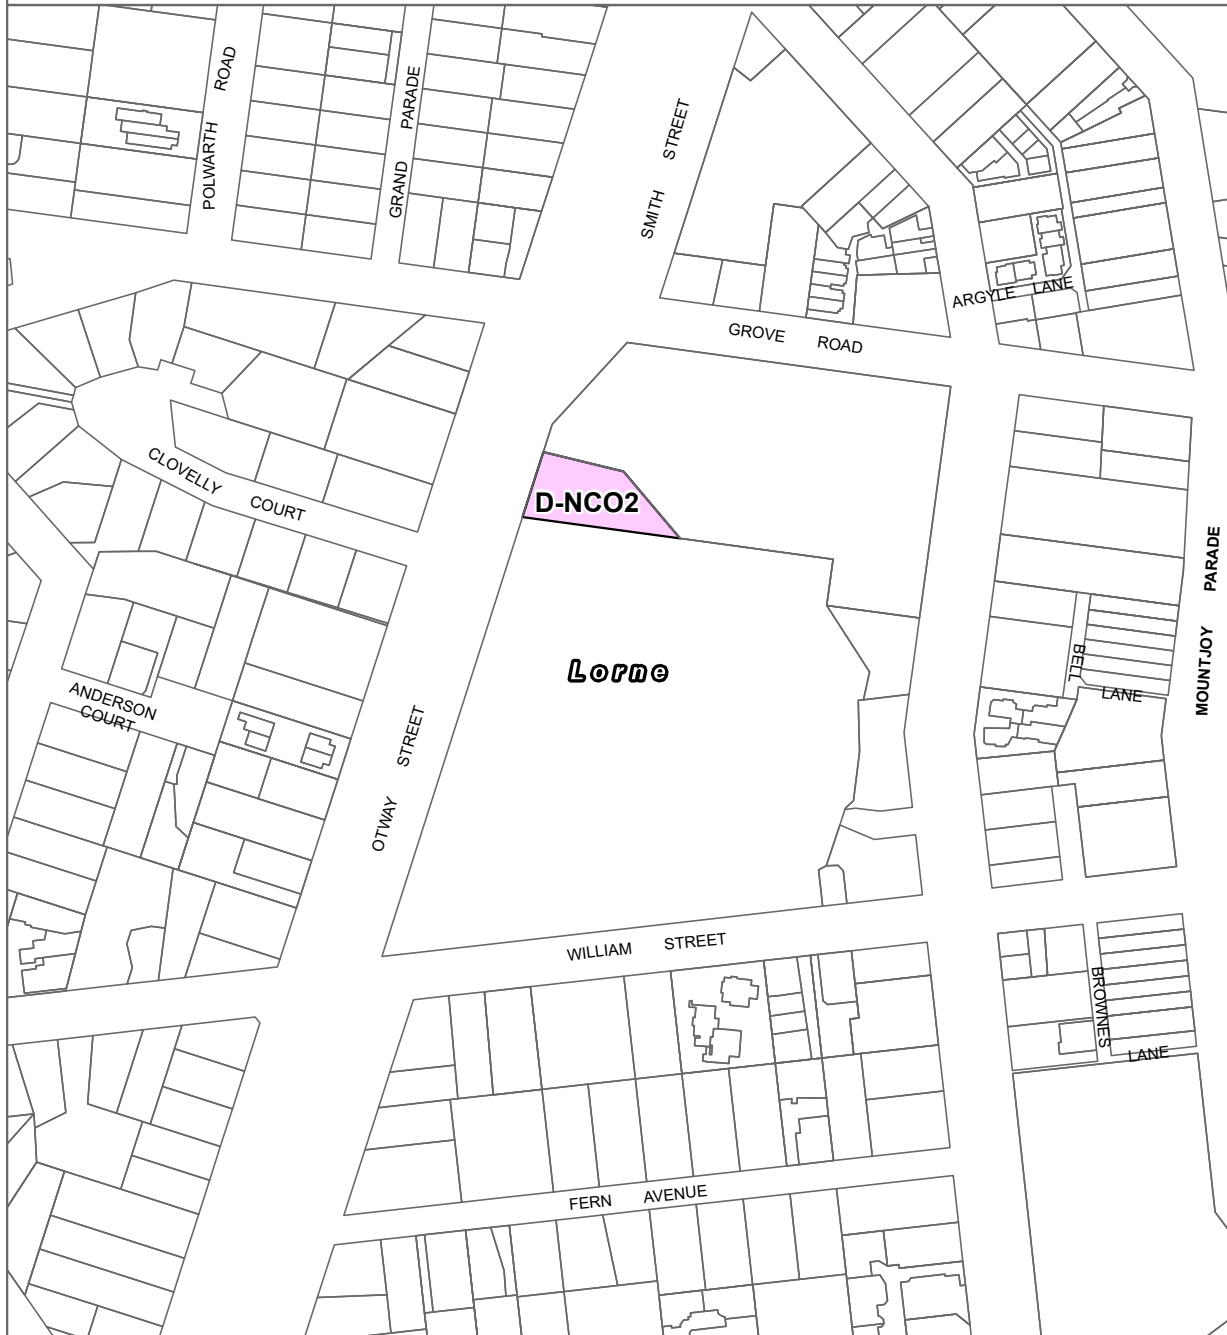 POLWARTH ROAD
GRAND PARADE
SMITH STREET
ARGYLE LANE
GROVE ROAD
CLOVELLY COURT
D-NCO2
MOUNTJOY PARADE
Lorne
BELL LANE
ANDERSON
COURT
OTWAY STREET
WILLIAM STREET
BROWNES LANE
FERN AVENUE